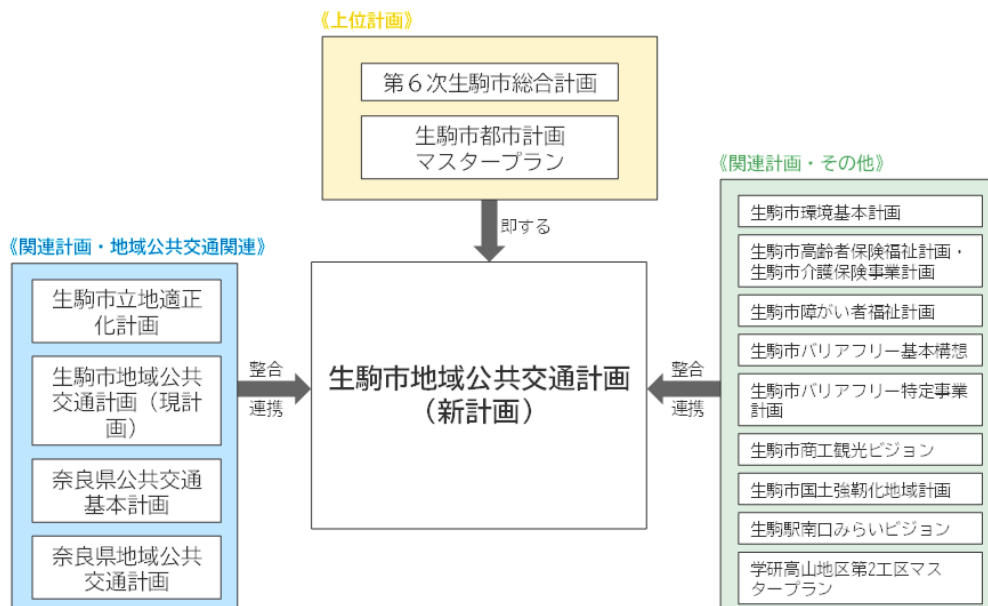 《上位計画》
第6次生駒市総合計画
生駒市都市計画
マスタープラン
即する
《関連計画・地域公共交通関連》
生駒市立地適正
化計画
生駒市地域公共
交通計画（現計
画）
奈良県公共交通
基本計画
奈良県地域公共
交通計画
整合
連携
生駒市地域公共交通計画
（新計画）
整合
連携
《関連計画・その他》
生駒市環境基本計画
生駒市高齢者保険福祉計画・
生駒市介護保険事業計画
生駒市障がい者福祉計画
生駒市バリアフリー基本構想
生駒市バリアフリー特定事業
計画
生駒市商工観光ビジョン
生駒市国土強靭化地域計画
生駒駅南口みらいビジョン
学研高山地区第2工区マス
タープラン